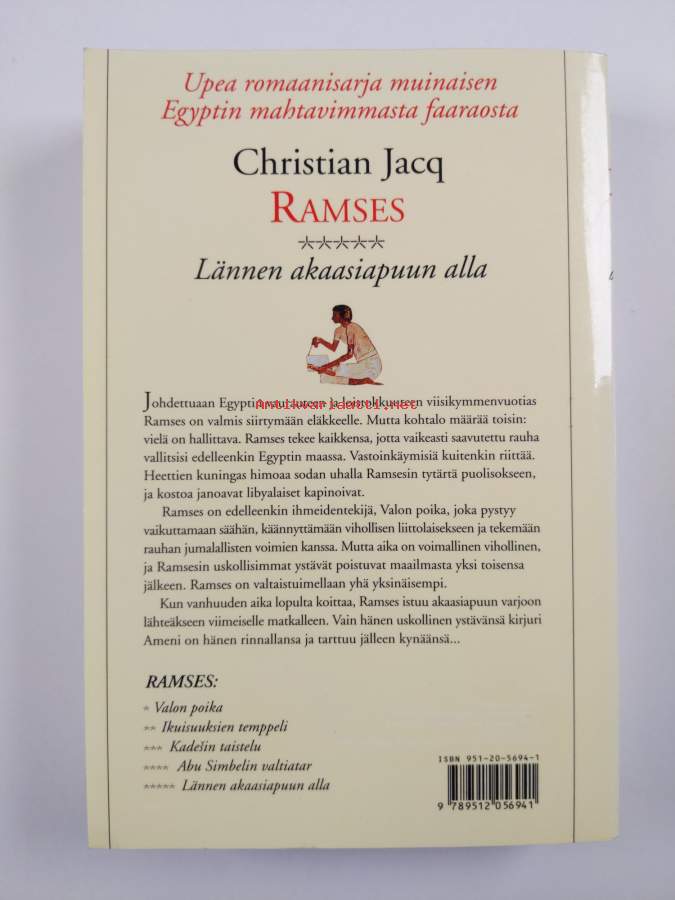 Upea romaanisarja muinaisen
Egyptin mahtavimmasta faaraosta
Christian Jacq
RAMSES
*****
Lännen akaasiapuun alla
Johdettuaan Egyptin vaurauteen ja loistokkuuteen viisikymmenvuotias
Antikvariaatti.net
Ramses on valmis siirtymään eläkkeelle. Mutta kohtalo määrää toisin:
vielä on hallittava. Ramses tekee kaikkensa, jotta vaikeasti saavutettu rauha
vallitsisi edelleenkin Egyptin maassa. Vastoinkäymisiä kuitenkin riittää.
Heettien kuningas himoaa sodan uhalla Ramsesin tytärtä puolisokseen,
ja kostoa janoavat libyalaiset kapinoivat.
Ramses on edelleenkin ihmeidentekijä, Valon poika, joka pystyy
vaikuttamaan säähän, käännyttämään vihollisen liittolaisekseen ja tekemään
rauhan jumalallisten voimien kanssa. Mutta aika on voimallinen vihollinen,
ja Ramsesin uskollisimmat ystävät poistuvat maailmasta yksi toisensa
jälkeen. Ramses on valtaistuimellaan yhä yksinäisempi.
Kun vanhuuden aika lopulta koittaa, Ramses istuu akaasiapuun varjoon
lähteäkseen viimeiselle matkalleen. Vain hänen uskollinen ystävänsä kirjuri
Ameni on hänen rinnallansa ja tarttuu jälleen kynäänsä...
RAMSES:
* Valon poika
** Ikuisuuksien temppeli
*** Kadešin taistelu
**** Abu Simbelin valtiatar
***** Lännen akaasiapuun alla
ISBN 951-20-5694-1
9 789512 056941